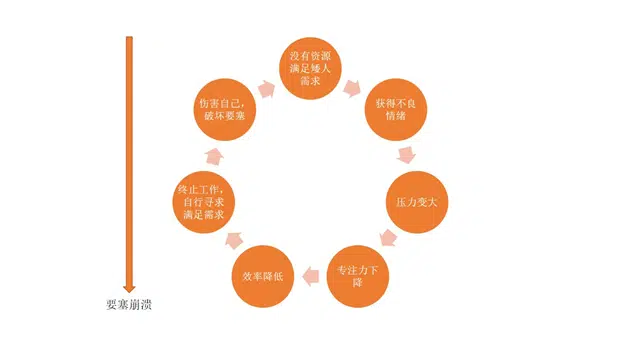 没有资源
满足矮人
需求
获得不良
情绪
压力变大
专注力下
降
效率降低
终止工作，
自行寻求
满足需求
伤害自己，
破坏要塞
要塞崩溃